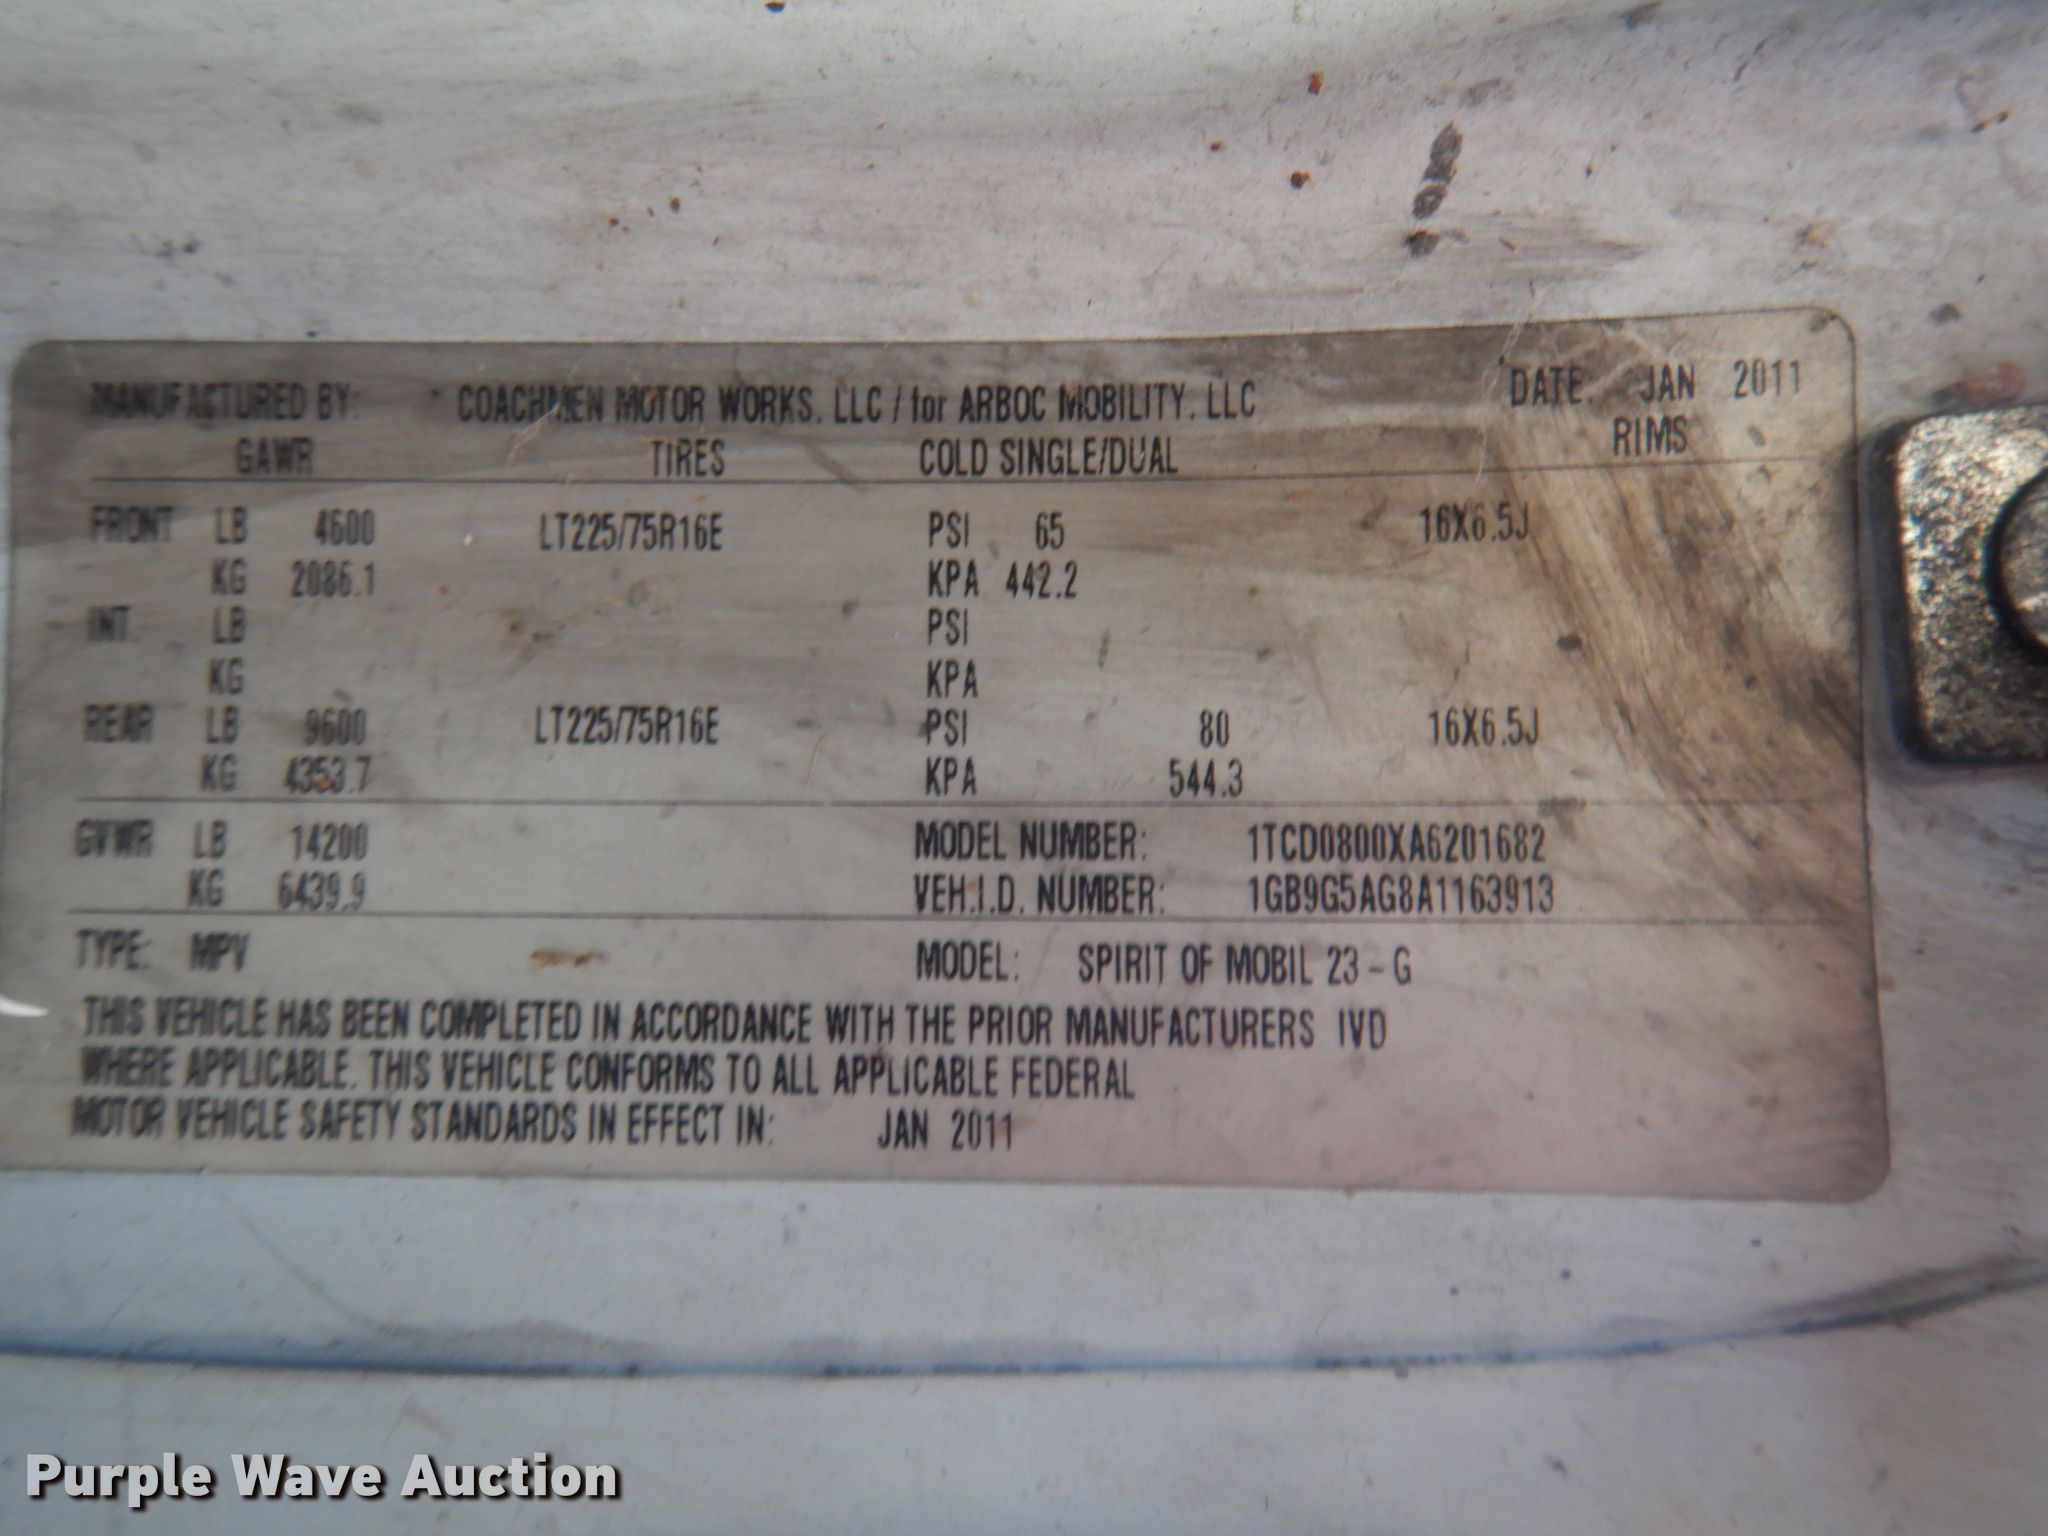 MANUFACTURED BY: COACHMEN MOTOR WORKS, LLC / for ARBOC MOBILITY, LLC DATE: JAN 2011
GAWR TIRES COLD SINGLE/DUAL RIMS
FRONT LB 4600 LT225/75R16E PSI 65 16X6.5J
KG 2086.1 KPA 442.2
INT. LB PSI
KG KPA
REAR LB 9600 LT225/75R16E PSI 80 16X6.5J
KG 4353.7 KPA 544.3
GVWR LB 14200 MODEL NUMBER: 1TCD0800XA6201682
KG 6439.9 VEH.I.D. NUMBER: 1GB9G5AG8A1163913
TYPE: MPV MODEL: SPIRIT OF MOBIL 23-G
THIS VEHICLE HAS BEEN COMPLETED IN ACCORDANCE WITH THE PRIOR MANUFACTURERS IVD
WHERE APPLICABLE. THIS VEHICLE CONFORMS TO ALL APPLICABLE FEDERAL
MOTOR VEHICLE SAFETY STANDARDS IN EFFECT IN: JAN 2011
Purple Wave Auction